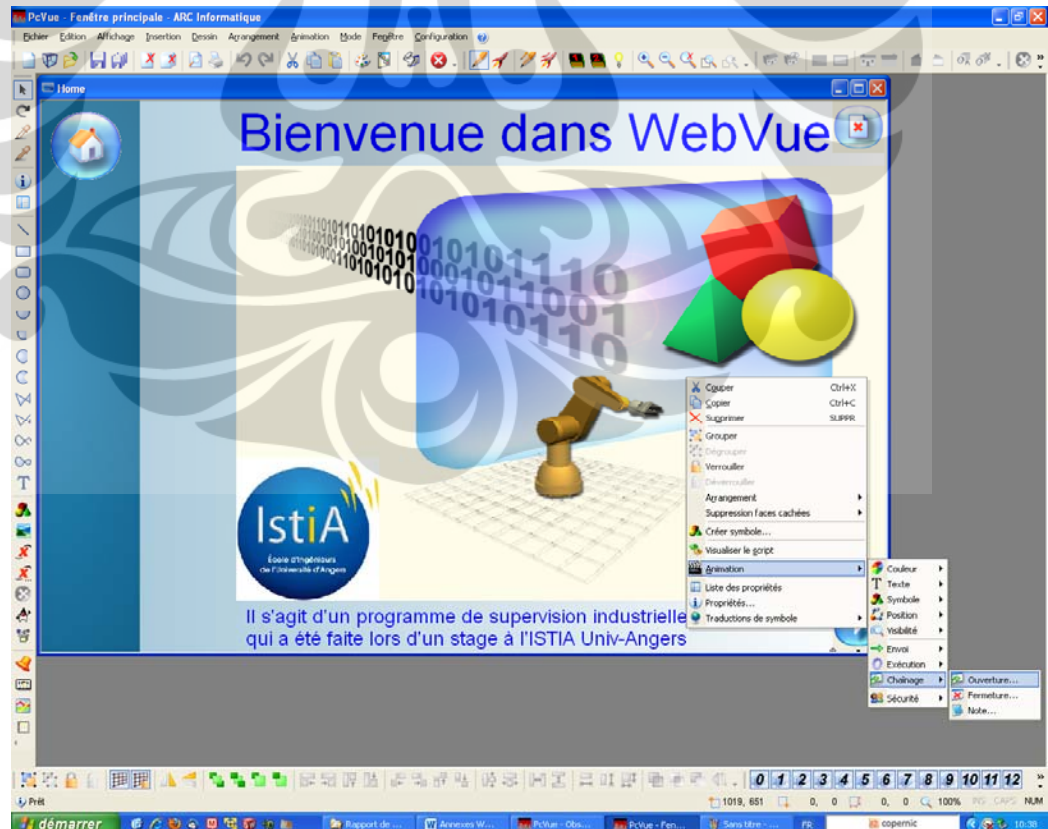 PcVue - Fenêtre principale - ARC Informatique
Fichier Edition Affichage Insertion Dessin Arrangement Animation Mode Fenêtre Configuration
Home
Bienvenue dans WebVue
IstiA
École d'Ingénieurs
de l'Université d'Angers
Il s'agit d'un programme de supervision industrielle
qui a été faite lors d'un stage à l'ISTIA Univ-Angers
Couper Ctrl+X
Copier Ctrl+C
Supprimer SUPPR
Grouper
Dégrouper
Verrouiller
Déverrouiller
Arrangement
Suppression faces cachées
Créer symbole...
Visualiser le script
Animation
Liste des propriétés
Propriétés...
Traductions de symbole
Couleur
Texte
Symbole
Position
Visibilité
Envoi
Exécution
Chaînage
Sécurité
Ouverture...
Fermeture...
Note...
0 1 2 3 4 5 6 7 8 9 10 11 12
Prêt
1019, 651 0, 0 0, 0 100% INS CAPS NUM
démarrer
Rapport de ...
Annexes W...
PcVue - Obs...
PcVue - Fen...
Sans titre - ...
FR
copernic
10:38